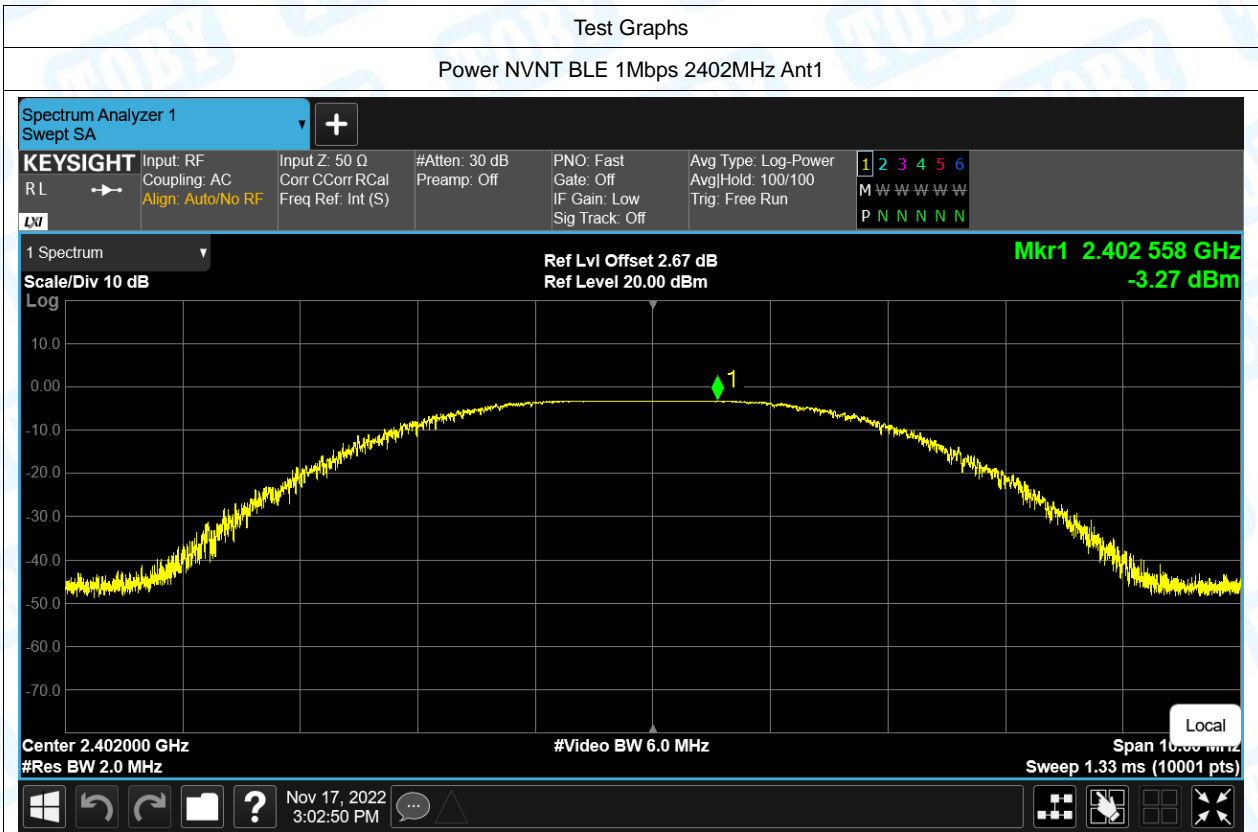 Test Graphs
Power NVNT BLE 1Mbps 2402MHz Ant1
Spectrum Analyzer 1
Swept SA
+
KEYSIGHT
R L
LXI
Input: RF
Coupling: AC
Align: Auto/No RF
Input Z: 50 Ω
Corr CCorr RCal
Freq Ref: Int (S)
#Atten: 30 dB
Preamp: Off
PNO: Fast
Gate: Off
IF Gain: Low
Sig Track: Off
Avg Type: Log-Power
Avg|Hold: 100/100
Trig: Free Run
1 2 3 4 5 6
M W W W W W W
P N N N N N
1 Spectrum
Scale/Div 10 dB
Ref Lvl Offset 2.67 dB
Ref Level 20.00 dBm
Mkr1 2.402 558 GHz
-3.27 dBm
Log
10.0
0.00
-10.0
-20.0
-30.0
-40.0
-50.0
-60.0
-70.0
1
Local
Center 2.402000 GHz
#Video BW 6.0 MHz
Span 10.00 MHz
#Res BW 2.0 MHz
Sweep 1.33 ms (10001 pts)
?
Nov 17, 2022
3:02:50 PM
TOBY